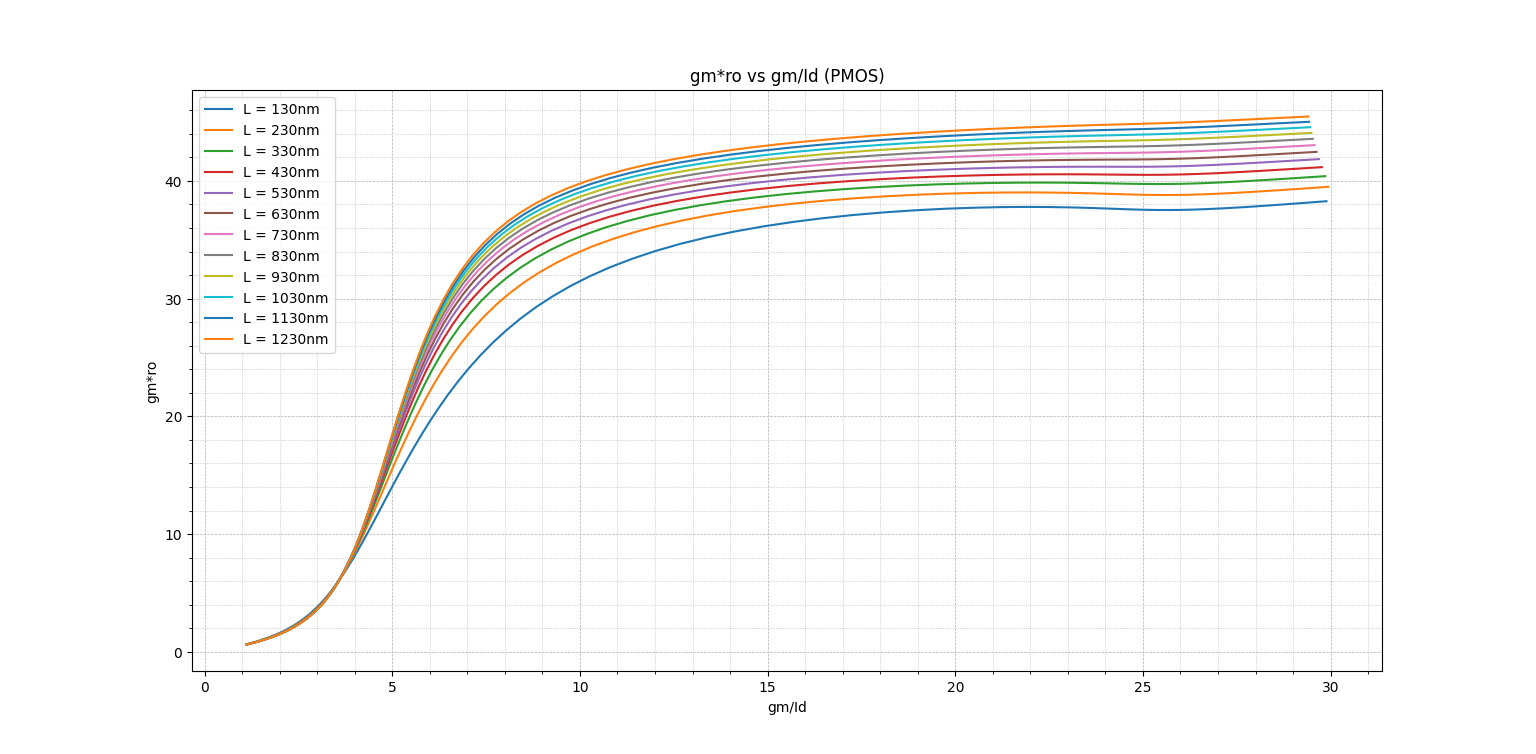 gm*ro vs gm/Id (PMOS)
L = 130nm
L = 230nm
L = 330nm
L = 430nm
L = 530nm
L = 630nm
L = 730nm
L = 830nm
L = 930nm
L = 1030nm
L = 1130nm
L = 1230nm
gm*ro
40
30
20
10
0
0 5 10 15 20 25 30
gm/Id